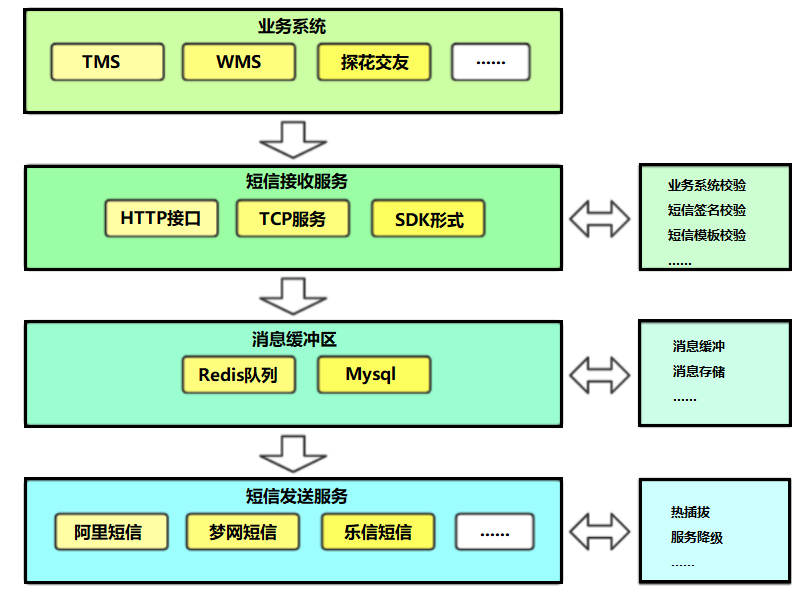 业务系统
TMS WMS 探花交友 ......
短信接收服务
HTTP接口 TCP服务 SDK形式
业务系统校验
短信签名校验
短信模板校验
......
消息缓冲区
Redis队列 Mysql
消息缓冲
消息存储
......
短信发送服务
阿里短信 梦网短信 乐信短信 ......
热插拔
服务降级
......